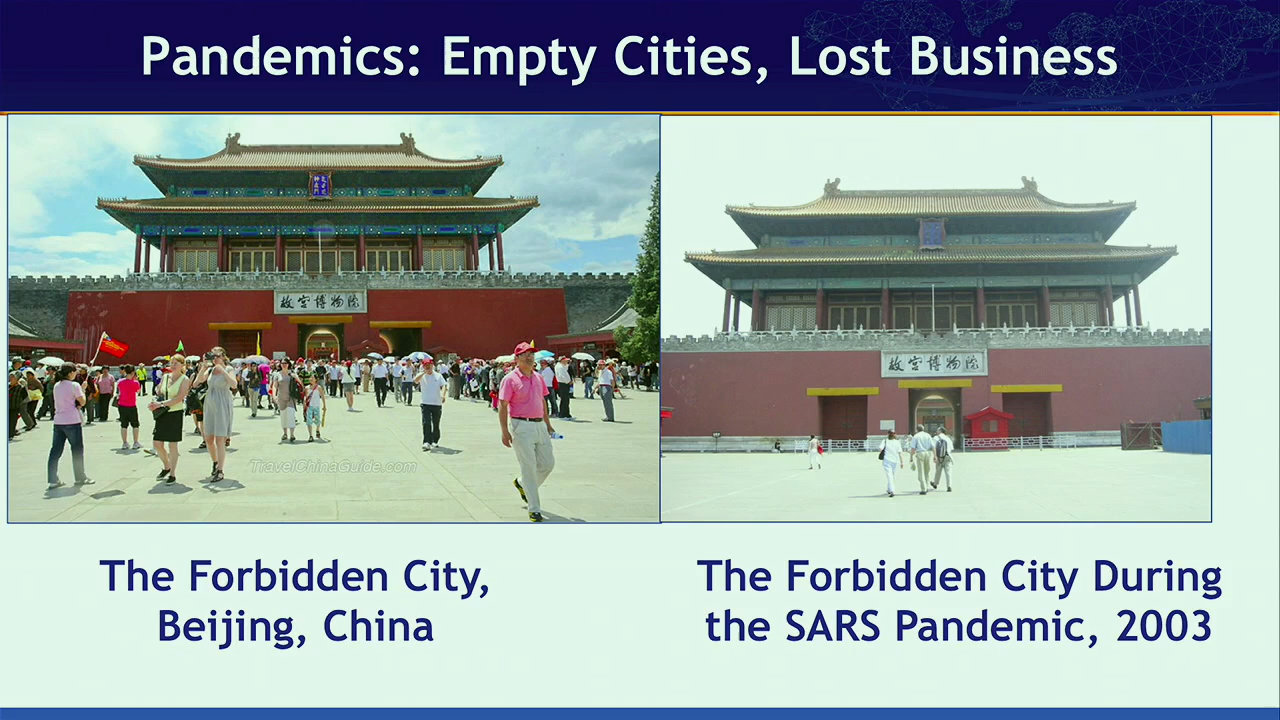 Pandemics: Empty Cities, Lost Business
故宫博物院
TravelChinaGuide.com
故宫博物院
The Forbidden City,
Beijing, China
The Forbidden City During
the SARS Pandemic, 2003